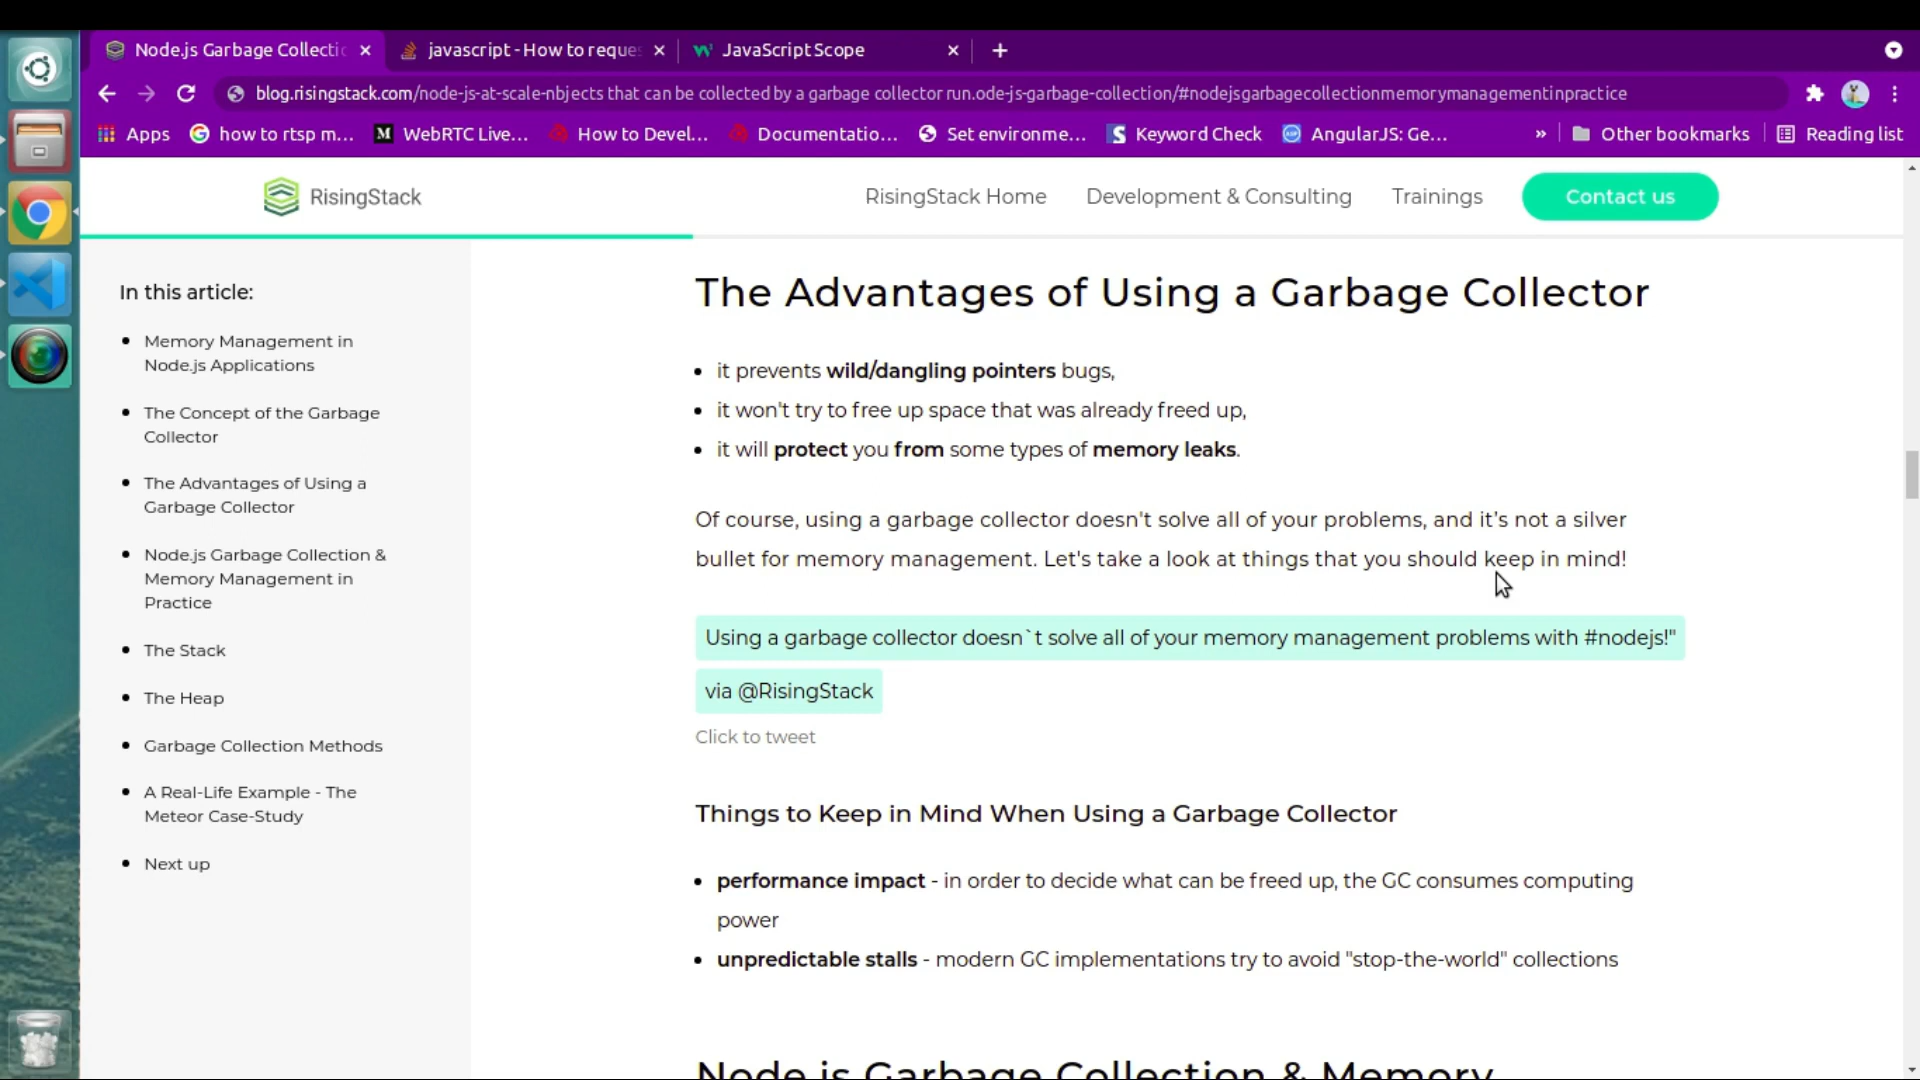 Node.js Garbage Collectic
javascript - How to reques
JavaScript Scope
blog.risingstack.com/node-js-at-scale-nbjects that can be collected by a garbage collector run.ode-js-garbage-collection/#nodejsgarbagecollectionmemorymanagementinpractice
Apps
how to rtsp m...
WebRTC Live...
How to Devel...
Documentatio...
Set environme...
Keyword Check
AngularJS: Ge...
»
Other bookmarks
Reading list
RisingStack
RisingStack Home
Development & Consulting
Trainings
Contact us
In this article:
Memory Management in
Node.js Applications
The Concept of the Garbage
Collector
The Advantages of Using a
Garbage Collector
Node.js Garbage Collection &
Memory Management in
Practice
The Stack
The Heap
Garbage Collection Methods
A Real-Life Example - The
Meteor Case-Study
Next up
The Advantages of Using a Garbage Collector
it prevents wild/dangling pointers bugs,
it won't try to free up space that was already freed up,
it will protect you from some types of memory leaks.
Of course, using a garbage collector doesn't solve all of your problems, and it's not a silver
bullet for memory management. Let's take a look at things that you should keep in mind!
Using a garbage collector doesn`t solve all of your memory management problems with #nodejs!"
via @RisingStack
Click to tweet
Things to Keep in Mind When Using a Garbage Collector
performance impact - in order to decide what can be freed up, the GC consumes computing
power
unpredictable stalls - modern GC implementations try to avoid "stop-the-world" collections
Node.js Garbage Collection & Memory